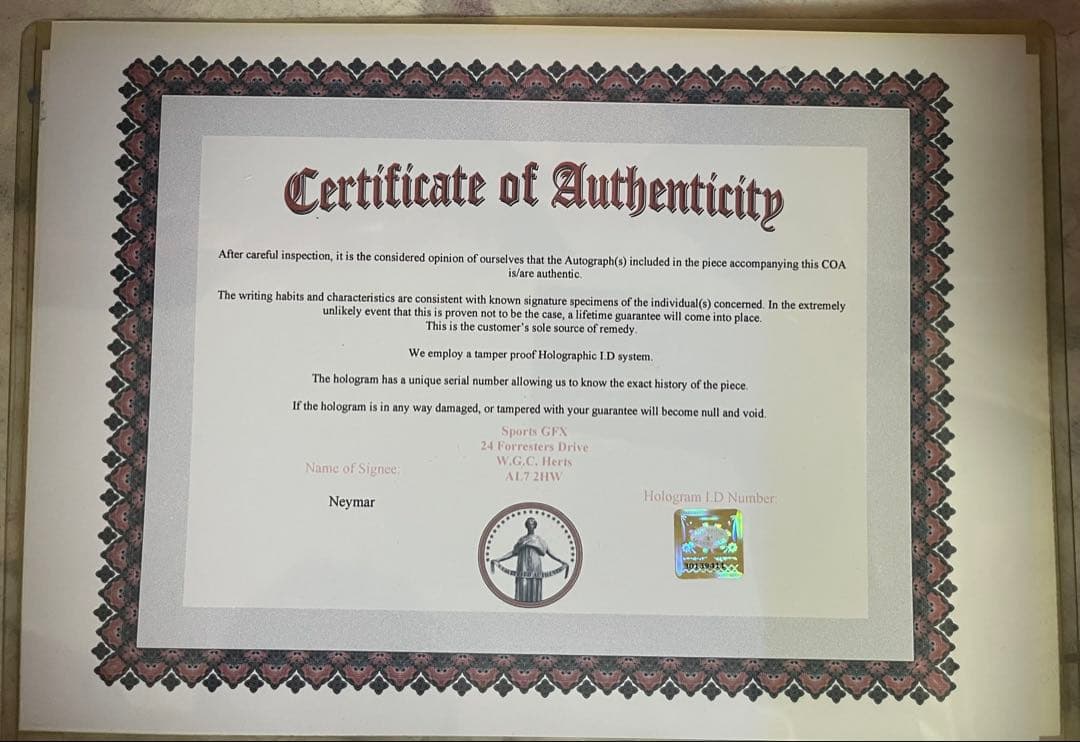 Certificate of Authenticity
After careful inspection, it is the considered opinion of ourselves that the Autograph(s) included in the piece accompanying this COA
is/are authentic.
The writing habits and characteristics are consistent with known signature specimens of the individual(s) concerned. In the extremely
unlikely event that this is proven not to be the case, a lifetime guarantee will come into place.
This is the customer's sole source of remedy.
We employ a tamper proof Holographic I.D system.
The hologram has a unique serial number allowing us to know the exact history of the piece.
If the hologram is in any way damaged, or tampered with your guarantee will become null and void.
Sports GFX
24 Forresters Drive
W.G.C. Herts
AL7 2HW
Name of Signee:
Neymar
Hologram I.D Number: